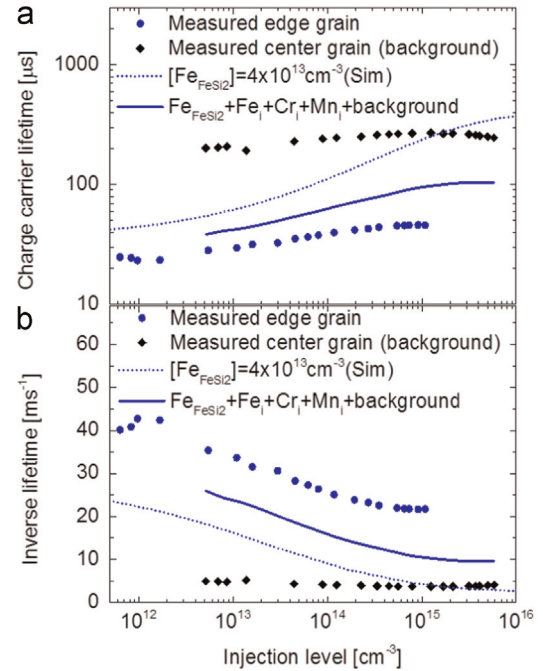 a
Measured edge grain
Measured center grain (background)
[Fe_FeSi2]=4x10^13cm^-3(Sim)
Fe_FeSi2+Fe_i+Cr_i+Mn_i+background
1000
100
10
Charge carrier lifetime [µs]
b
Measured edge grain
Measured center grain (background)
[Fe_FeSi2]=4x10^13cm^-3(Sim)
Fe_FeSi2+Fe_i+Cr_i+Mn_i+background
60
50
40
30
20
10
0
Inverse lifetime [ms^-1]
10^12 10^13 10^14 10^15 10^16
Injection level [cm^-3]